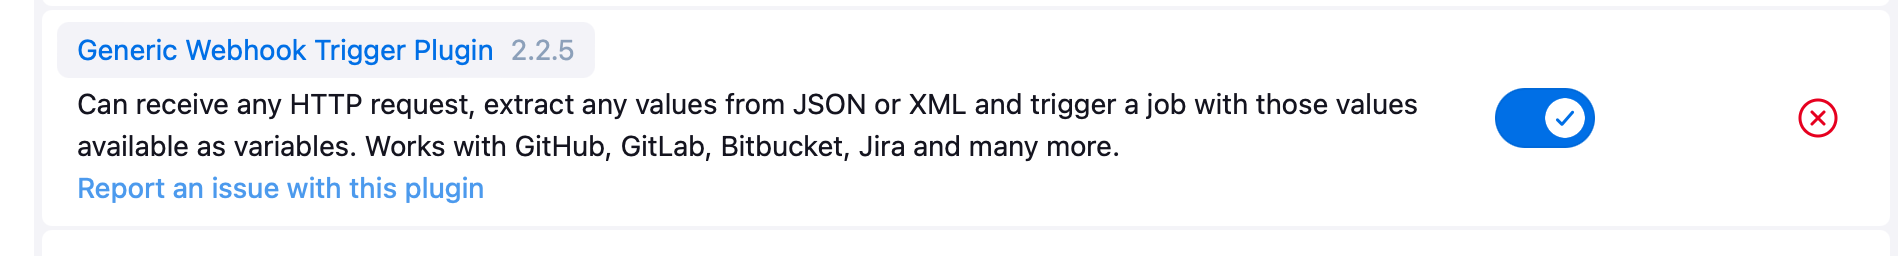 Generic Webhook Trigger Plugin 2.2.5
Can receive any HTTP request, extract any values from JSON or XML and trigger a job with those values
available as variables. Works with GitHub, GitLab, Bitbucket, Jira and many more.
Report an issue with this plugin